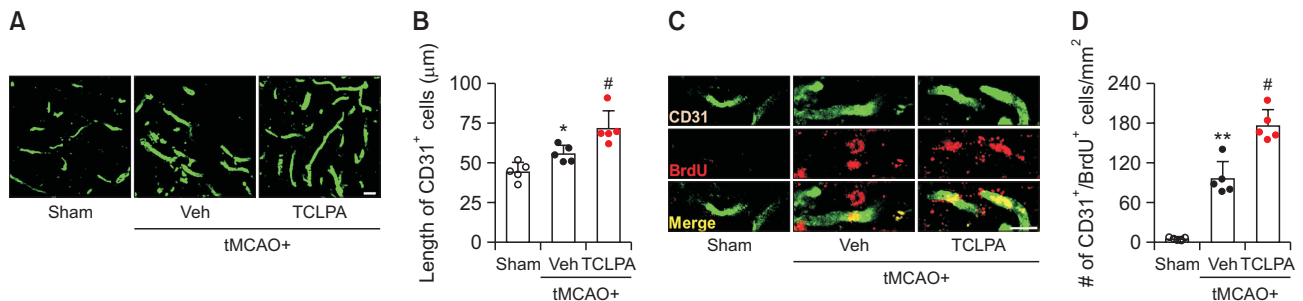 A
Sham
Veh
TCLPA
tMCAO+
B
Length of CD31⁺ cells (μm)
100
75
50
25
0
*
#
Sham
Veh
TCLPA
tMCAO+
C
CD31
BrdU
Merge
Sham
Veh
TCLPA
tMCAO+
D
# of CD31⁺/BrdU⁺ cells/mm²
240
180
120
60
0
**
#
Sham
Veh
TCLPA
tMCAO+